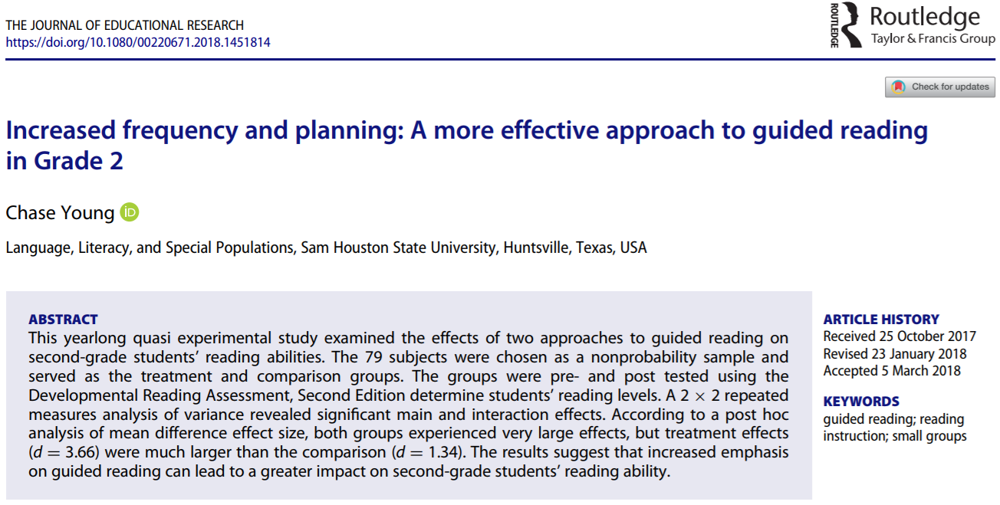 THE JOURNAL OF EDUCATIONAL RESEARCH
https://doi.org/10.1080/00220671.2018.1451814
ROUTLEDGE
Routledge
Taylor & Francis Group
Check for updates
Increased frequency and planning: A more effective approach to guided reading
in Grade 2
Chase Young iD
Language, Literacy, and Special Populations, Sam Houston State University, Huntsville, Texas, USA
ABSTRACT
This yearlong quasi experimental study examined the effects of two approaches to guided reading on
second-grade students' reading abilities. The 79 subjects were chosen as a nonprobability sample and
served as the treatment and comparison groups. The groups were pre- and post tested using the
Developmental Reading Assessment, Second Edition determine students' reading levels. A 2 × 2 repeated
measures analysis of variance revealed significant main and interaction effects. According to a post hoc
analysis of mean difference effect size, both groups experienced very large effects, but treatment effects
(d = 3.66) were much larger than the comparison (d = 1.34). The results suggest that increased emphasis
on guided reading can lead to a greater impact on second-grade students' reading ability.
ARTICLE HISTORY
Received 25 October 2017
Revised 23 January 2018
Accepted 5 March 2018
KEYWORDS
guided reading; reading
instruction; small groups